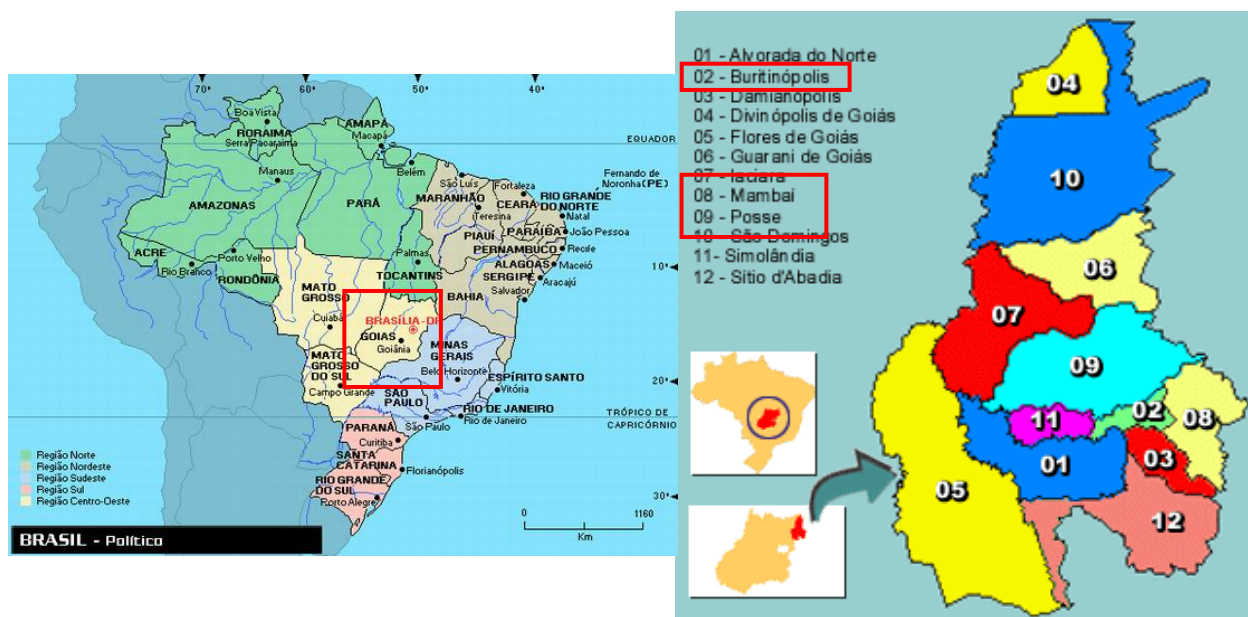 70°
60°
50°
40°
Boa Vista
RORAIMA
Serra Pacaraima
AMAPÁ
Macapá
EQUADOR
Belém
Manaus
São Luís
Fortaleza
Fernando de
Noronha(PE)
AMAZONAS
PARÁ
MARANHÃO
CEARÁ
RIO GRANDE
DO NORTE
Teresina
Natal
PARAÍBA
João Pessoa
PIAUÍ
PERNAMBUCO
Recife
ACRE
Rio Branco
Porto Velho
RONDÔNIA
Palmas
TOCANTINS
ALAGOAS
Maceió
SERGIPE
Aracajú
10°
MATO
GROSSO
BAHIA
Salvador
Cuiabá
BRASÍLIA-DF
GOIAS
Goiânia
MINAS
GERAIS
MATO
GROSSO
DO SUL
Belo Horizonte
ESPÍRITO SANTO
Vitória
20°
Campo Grande
SÃO
PAULO
RIO DE JANEIRO
Rio de Janeiro
São Paulo
TRÓPICO DE
CAPRICÓRNIO
PARANÁ
Curitiba
SANTA
CATARINA
Florianópolis
RIO GRANDE
DO SUL
Porto Alegre
30°
Região Norte
Região Nordeste
Região Sudeste
Região Sul
Região Centro-Oeste
0
1160
Km
BRASIL - Político
01 - Alvorada do Norte
02 - Buritinópolis
03 - Damianópolis
04 - Divinópolis de Goiás
05 - Flores de Goiás
06 - Guarani de Goiás
07 - Iaciara
08 - Mambaí
09 - Posse
10 - São Domingos
11- Simolândia
12 - Sítio d'Abadia
04
10
06
07
09
11
02
08
01
03
05
12